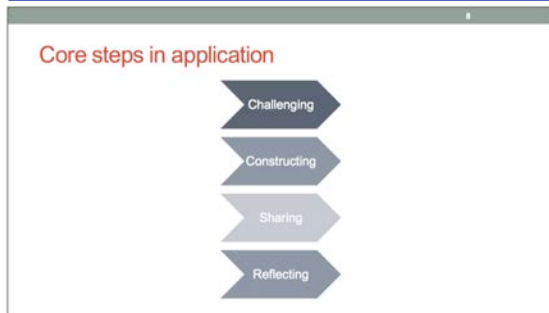 Core steps in application
Challenging
Constructing
Sharing
Reflecting